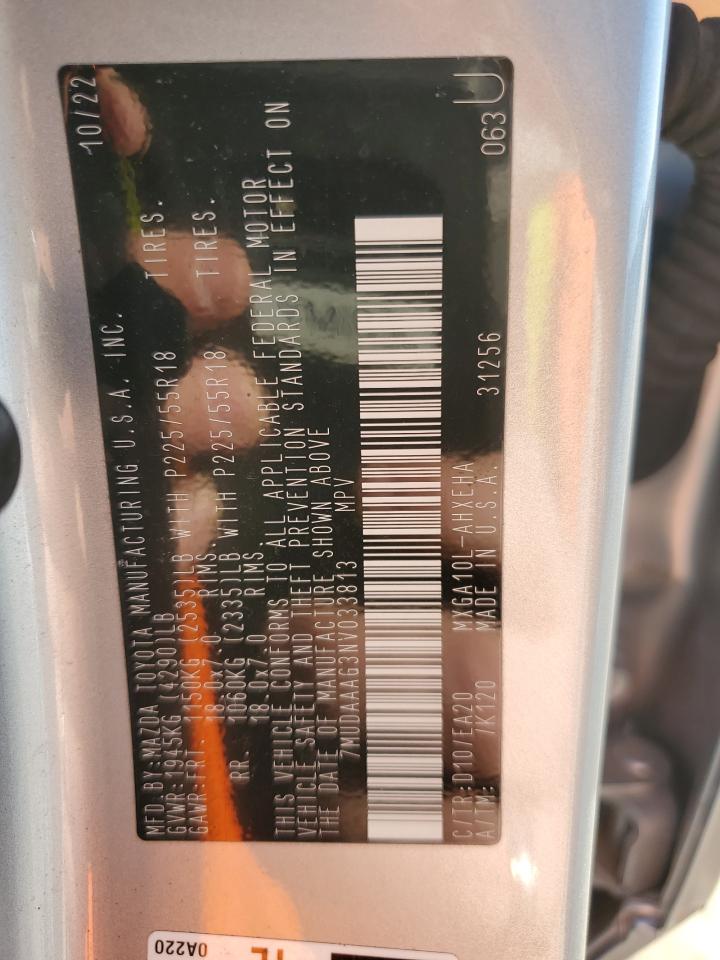 MFD. BY:MAZDA TOYOTA MANUFACTURING U.S.A. INC. 10/22
GVWR:1945KG (4290)LB
GAWR:FRT. 1150KG (2535)LB WITH P225/55R18 TIRES.
18.0x7.0 RIMS.
RR. 1060KG (2335)LB WITH P225/55R18 TIRES.
18.0x7.0 RIMS.
THIS VEHICLE CONFORMS TO ALL APPLICABLE FEDERAL MOTOR
VEHICLE SAFETY AND THEFT PREVENTION STANDARDS IN EFFECT ON
THE DATE OF MANUFACTURE SHOWN ABOVE
7MUDAAAG3NV033813 MPV
C/TR:D10/EA20 MXGA10L-AHXEHA
A/TM: /K120 MADE IN U.S.A. 31256 063 U
0A220